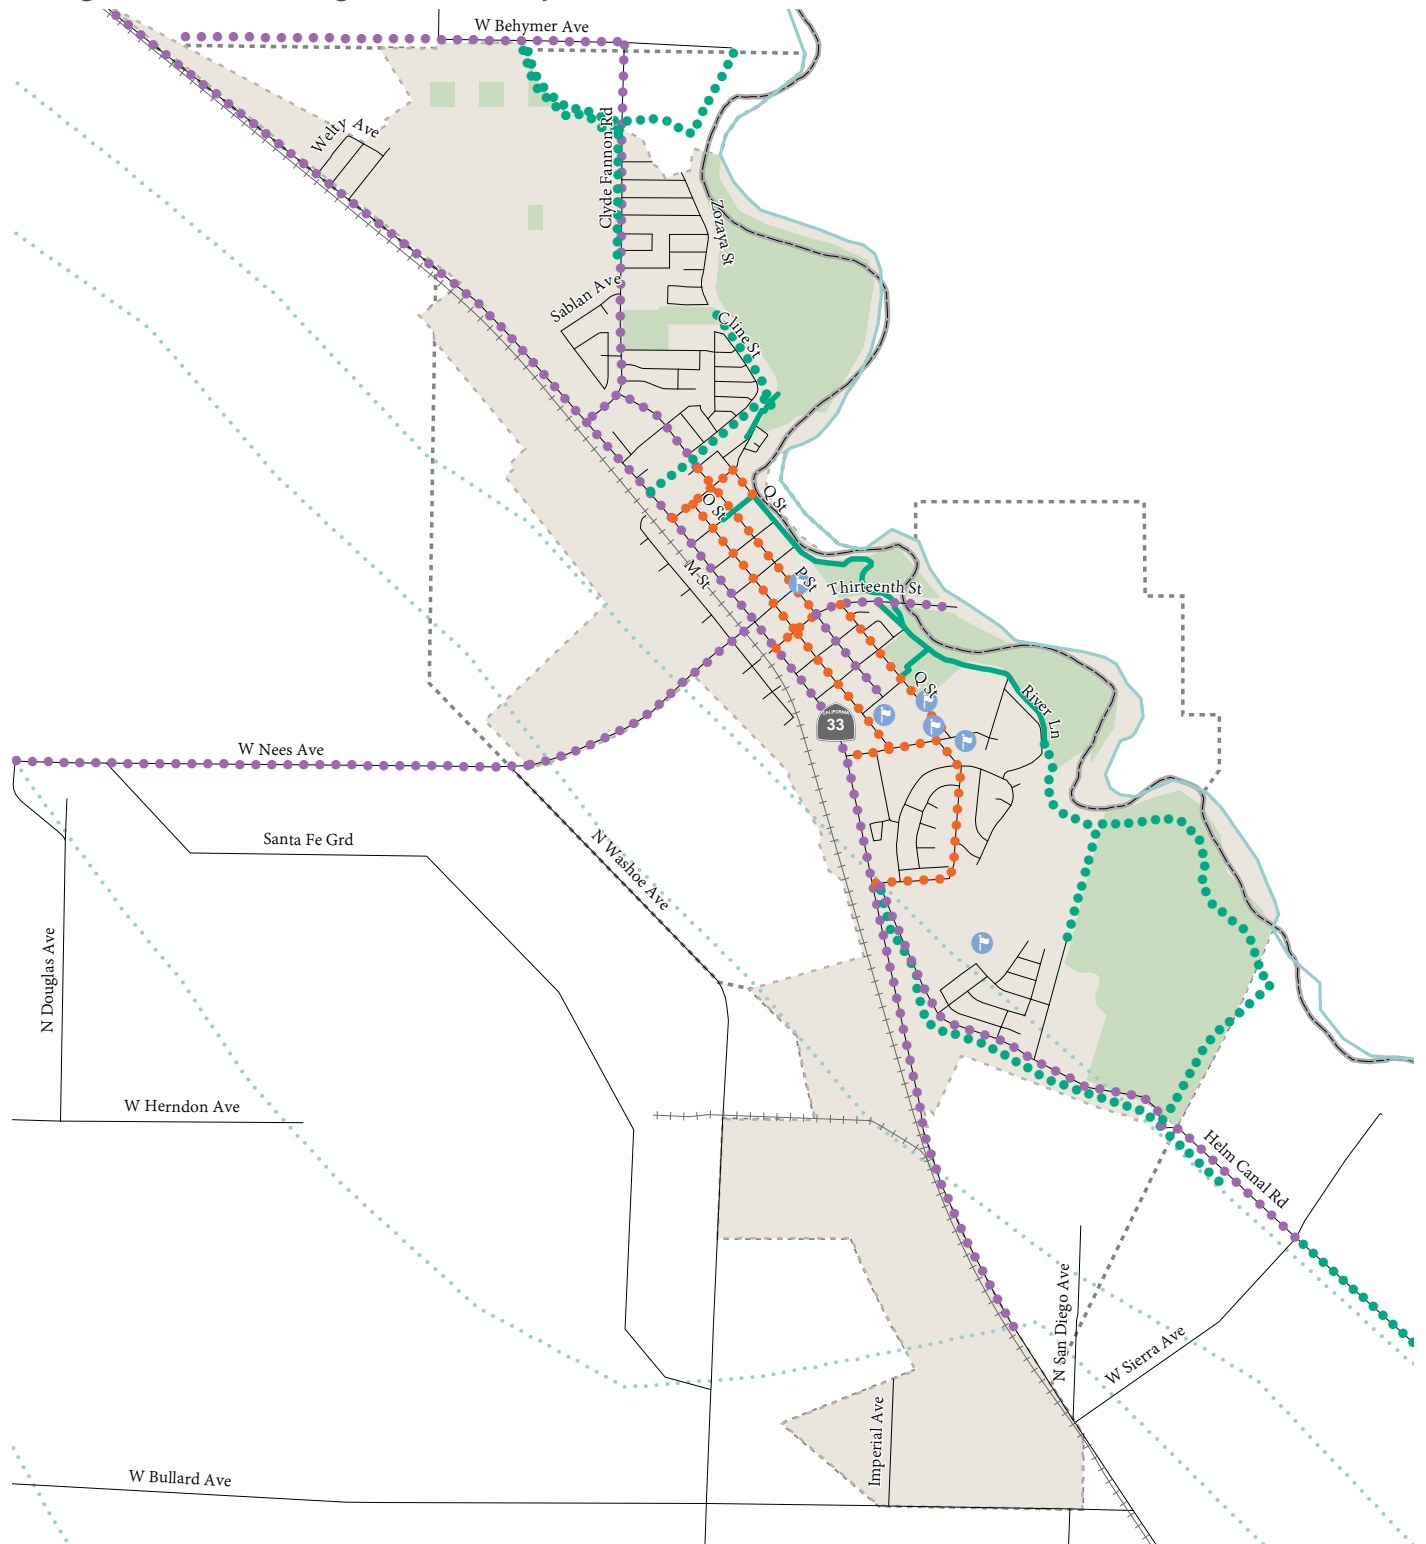 W Behymer Ave
Welty Ave
Clyde Fannon Rd
Zozaya St
Sablan Ave
Cline St
Q St
O St
P St
M St
Thirteenth St
Q St
River Ln
CALIFORNIA
33
W Nees Ave
Santa Fe Grd
N Washoe Ave
N Douglas Ave
W Herndon Ave
Helm Canal Rd
N San Diego Ave
W Sierra Ave
Imperial Ave
W Bullard Ave